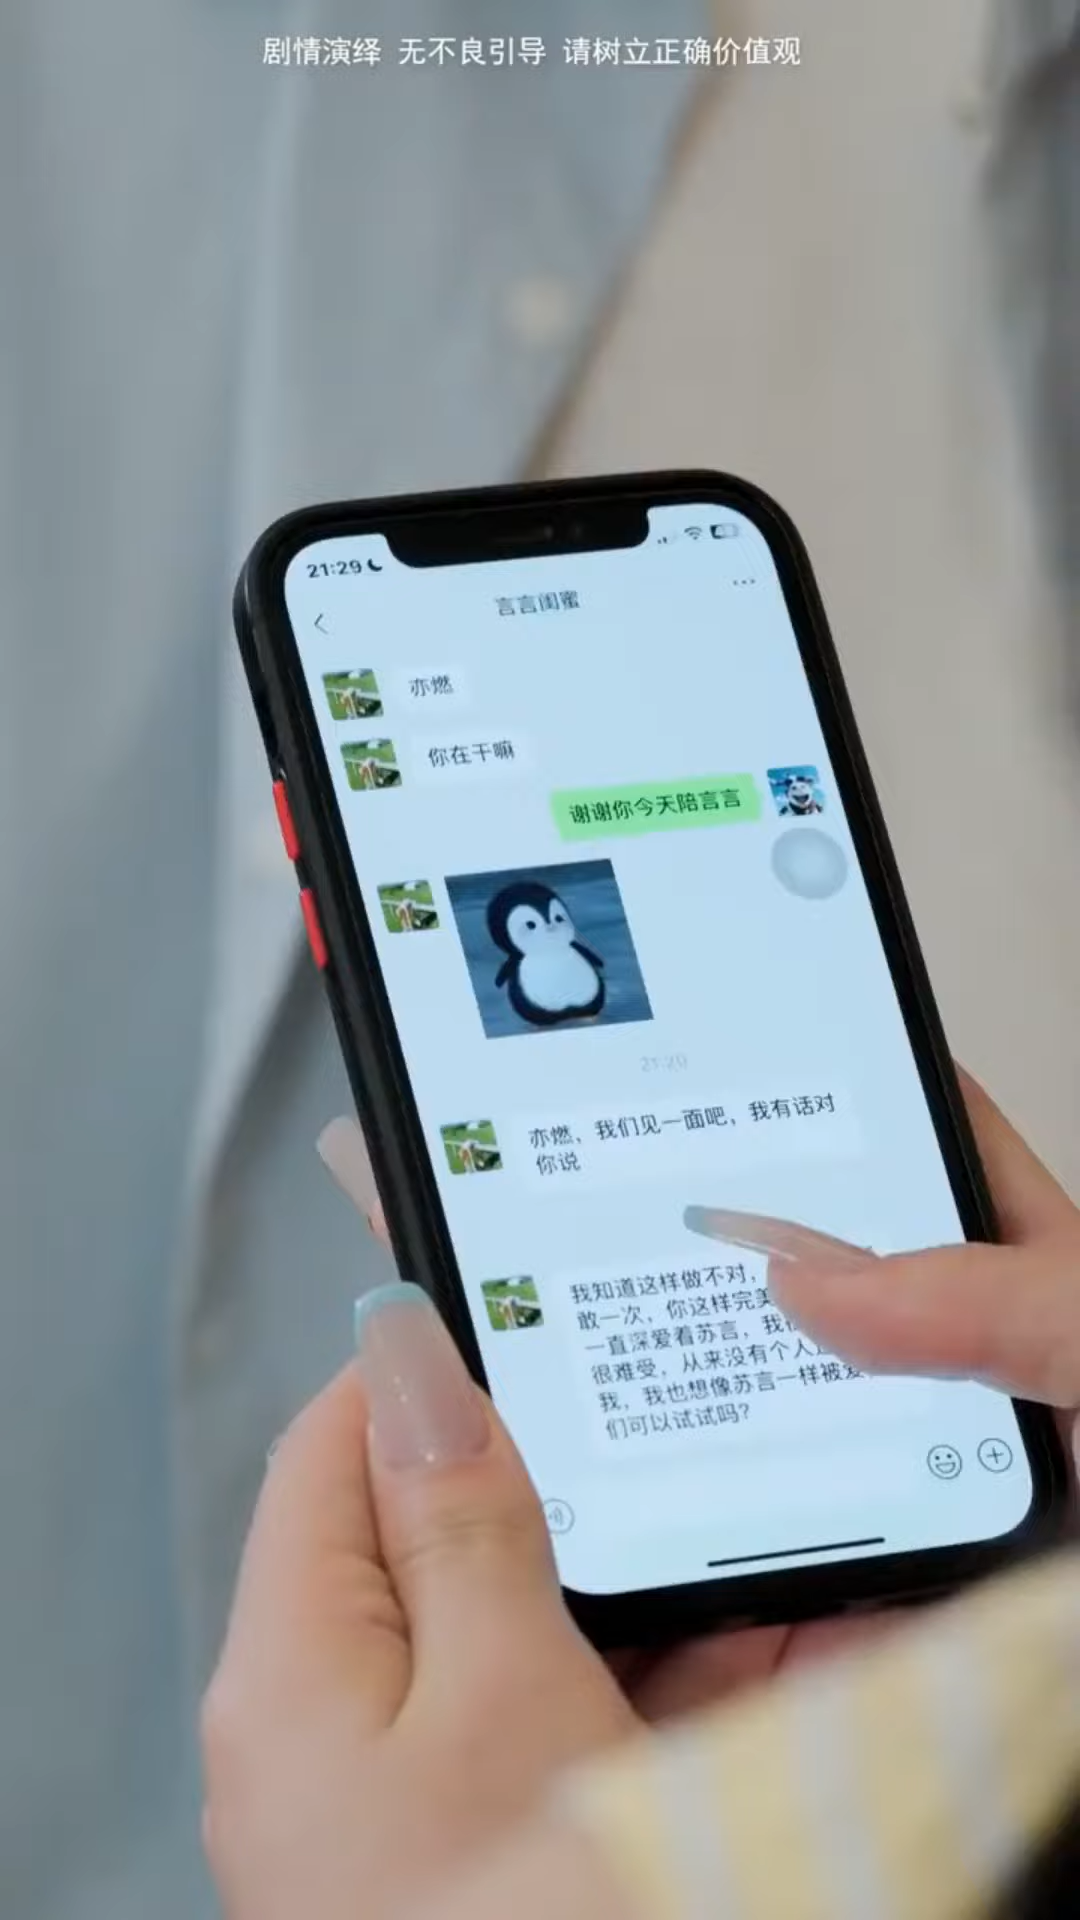 剧情演绎 无不良引导 请树立正确价值观
21:29
言言闺蜜
亦燃
你在干嘛
谢谢你今天陪言言
21:20
亦燃，我们见一面吧，我有话对
你说
我知道这样做不对，
敢一次，你这样完美
一直深爱着苏言，我
很难受，从来没有个人
我，我也想像苏言一样被爱
们可以试试吗？